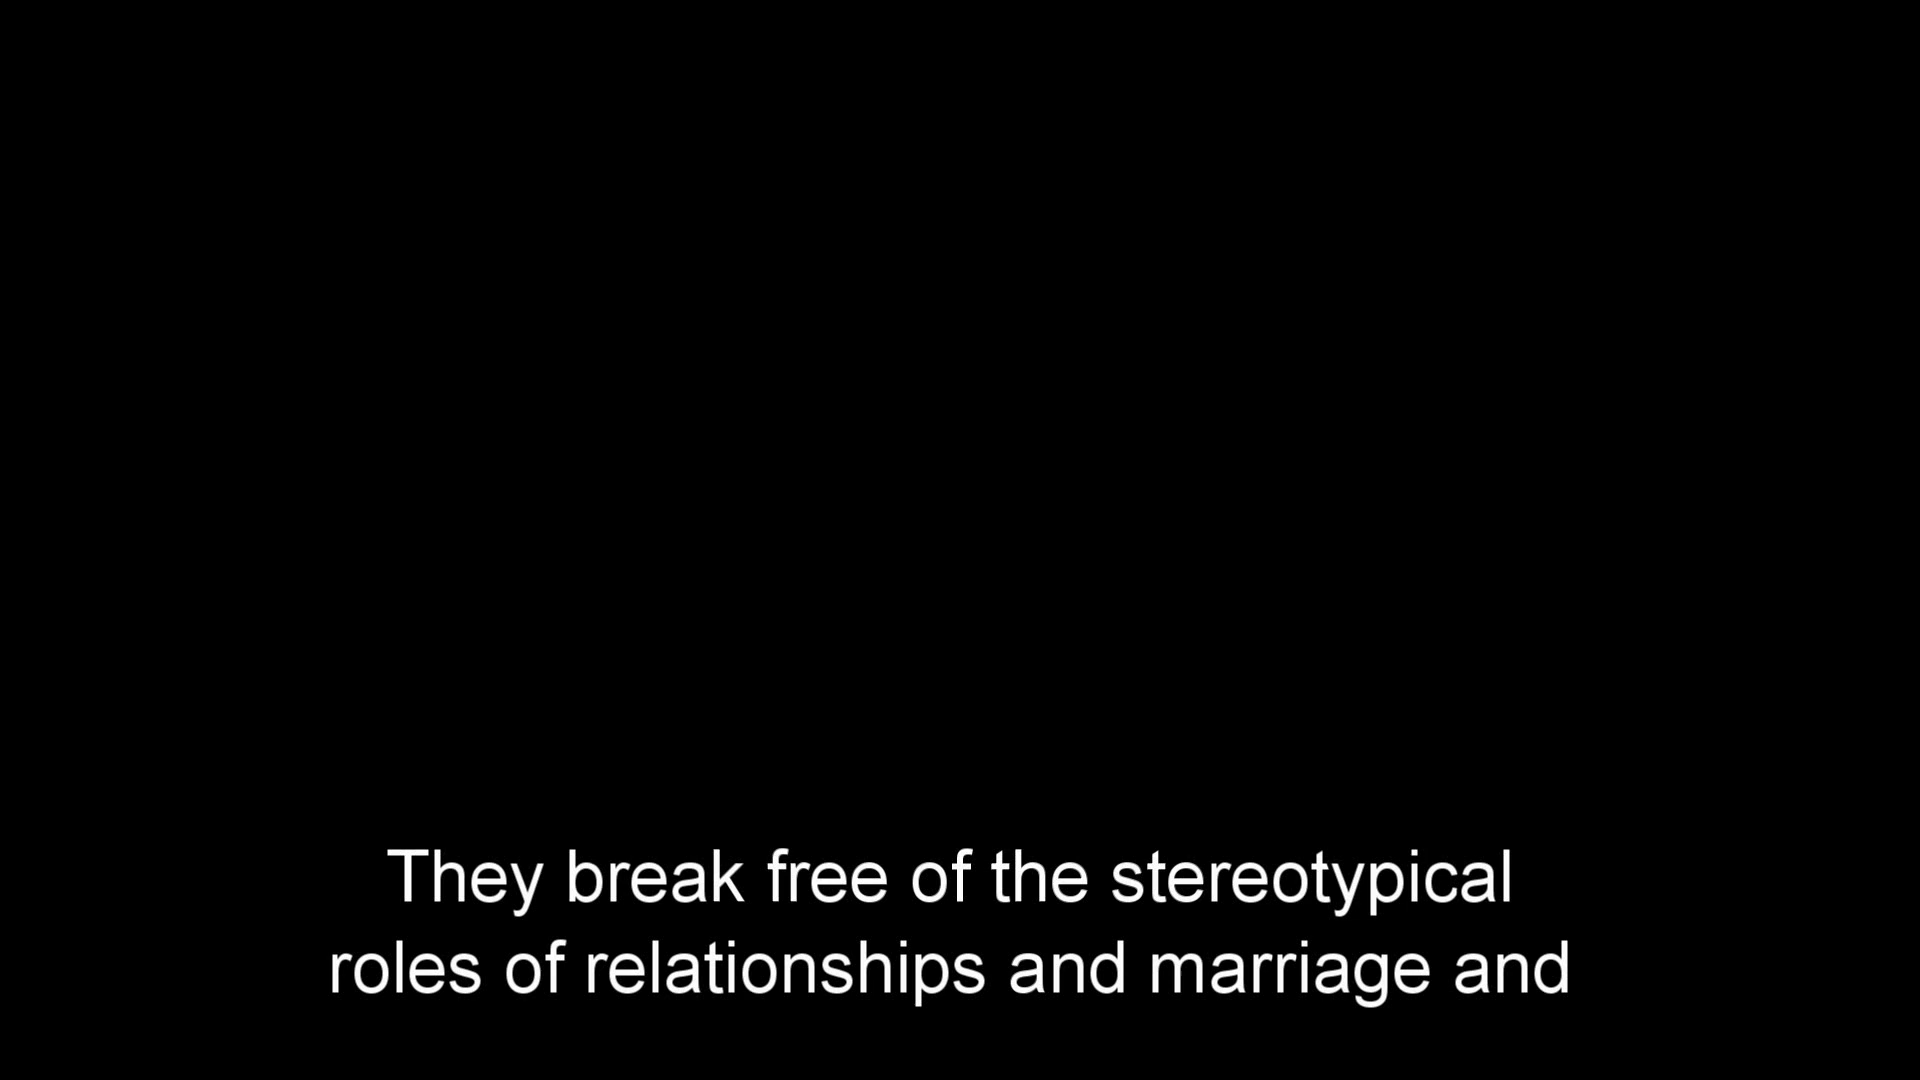 They break free of the stereotypical
roles of relationships and marriage and